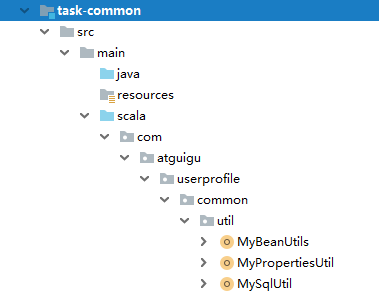 task-common
src
main
java
resources
scala
com
atguigu
userprofile
common
util
MyBeanUtils
MyPropertiesUtil
MySqlUtil